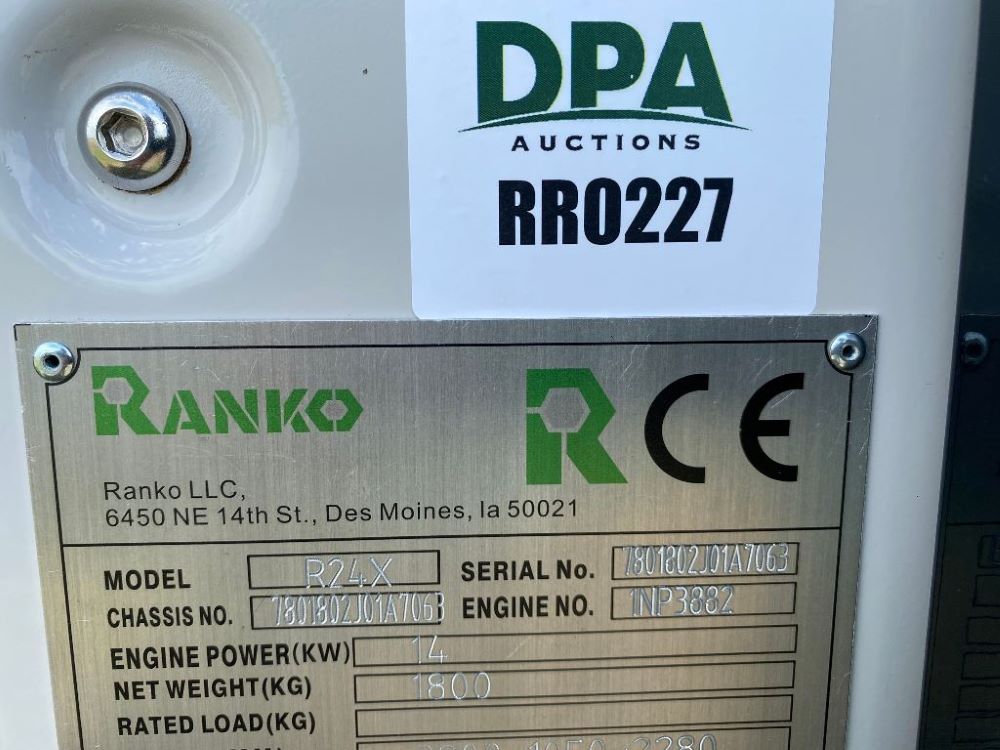 DPA
AUCTIONS
RR0227
RANKO R CE
Ranko LLC,
6450 NE 14th St., Des Moines, Ia 50021
MODEL R24X SERIAL No. 7801802J01A7063
CHASSIS NO. 7801802J01A7063 ENGINE NO. 1NP3882
ENGINE POWER(KW) 14
NET WEIGHT(KG) 1800
RATED LOAD(KG)